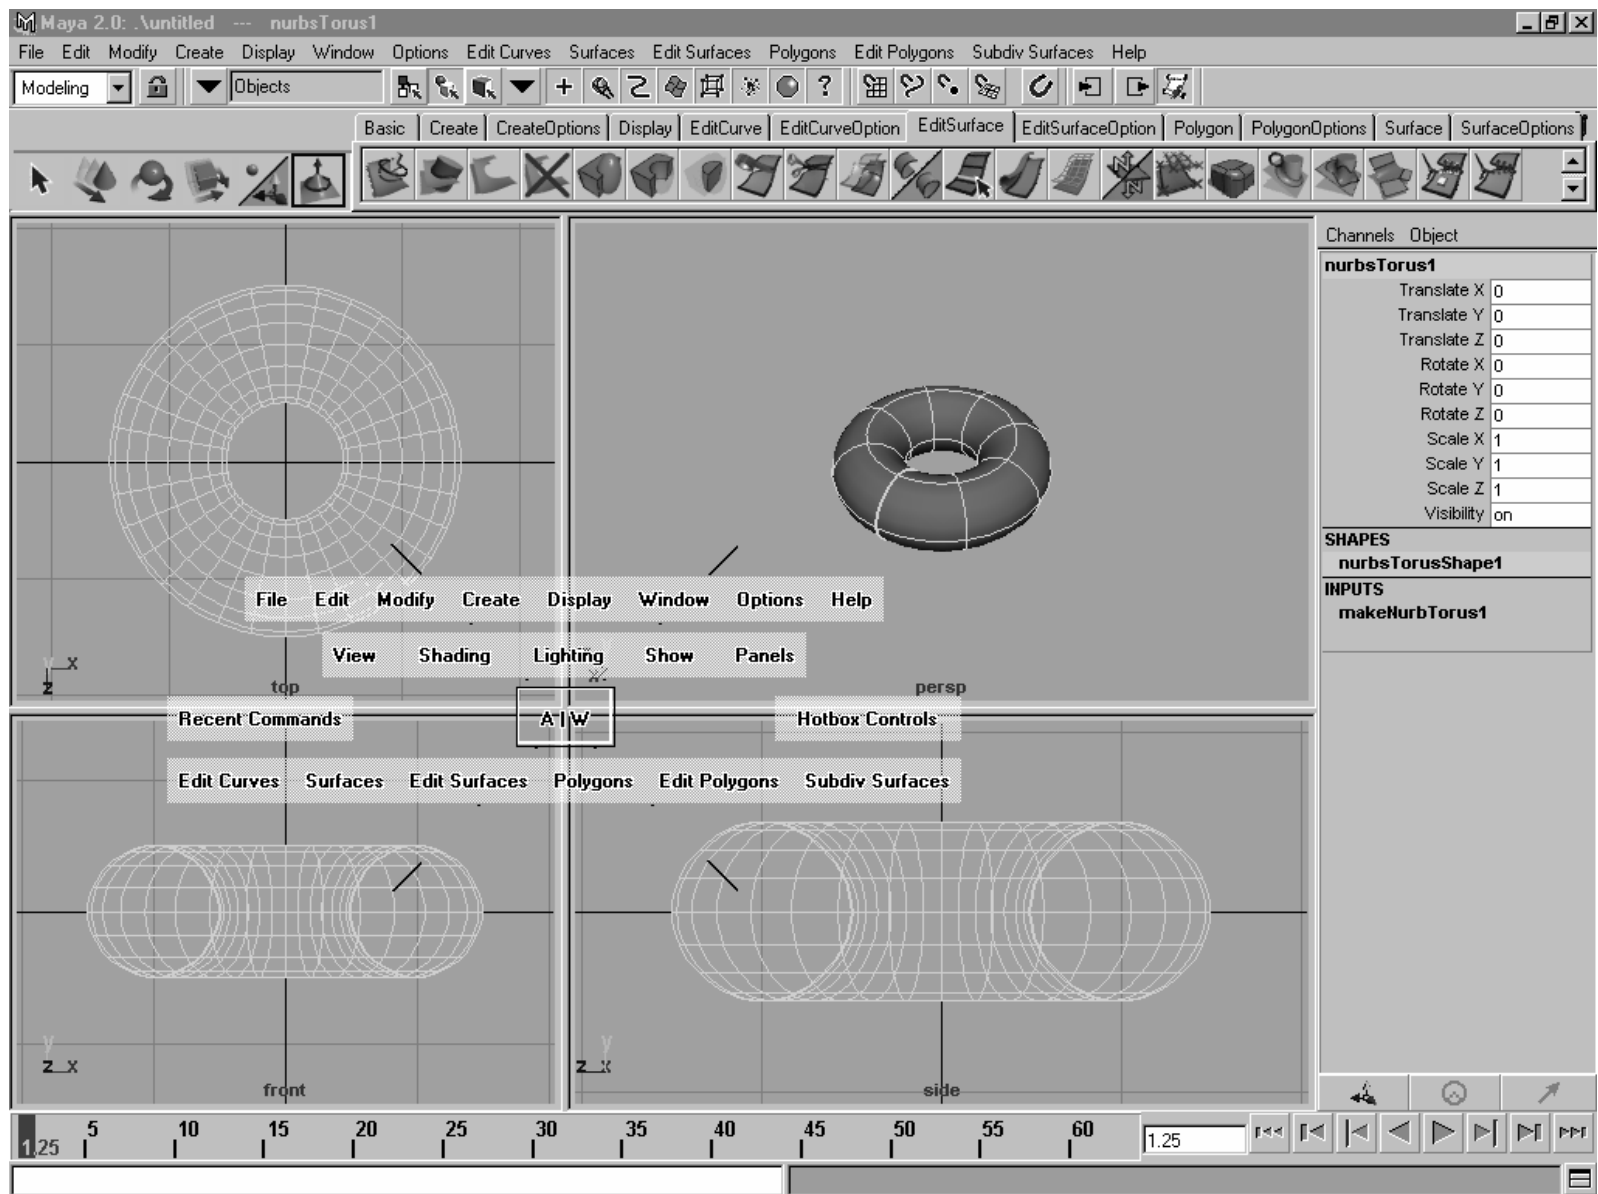 Maya 2.0: .\untitled --- nurbsTorus1
File Edit Modify Create Display Window Options Edit Curves Surfaces Edit Surfaces Polygons Edit Polygons Subdiv Surfaces Help
Modeling Objects ?
Basic Create CreateOptions Display EditCurve EditCurveOption EditSurface EditSurfaceOption Polygon PolygonOptions Surface SurfaceOptions
N N
Channels Object
nurbsTorus1
Translate X 0
Translate Y 0
Translate Z 0
Rotate X 0
Rotate Y 0
Rotate Z 0
Scale X 1
Scale Y 1
Scale Z 1
Visibility on
SHAPES
nurbsTorusShape1
INPUTS
makeNurbTorus1
File Edit Modify Create Display Window Options Help
View Shading Lighting Show Panels
y x
z
top
persp
Recent Commands A | W Hotbox Controls
Edit Curves Surfaces Edit Surfaces Polygons Edit Polygons Subdiv Surfaces
y
z x
front
y
z x
side
1.25 5 10 15 20 25 30 35 40 45 50 55 60
1.25